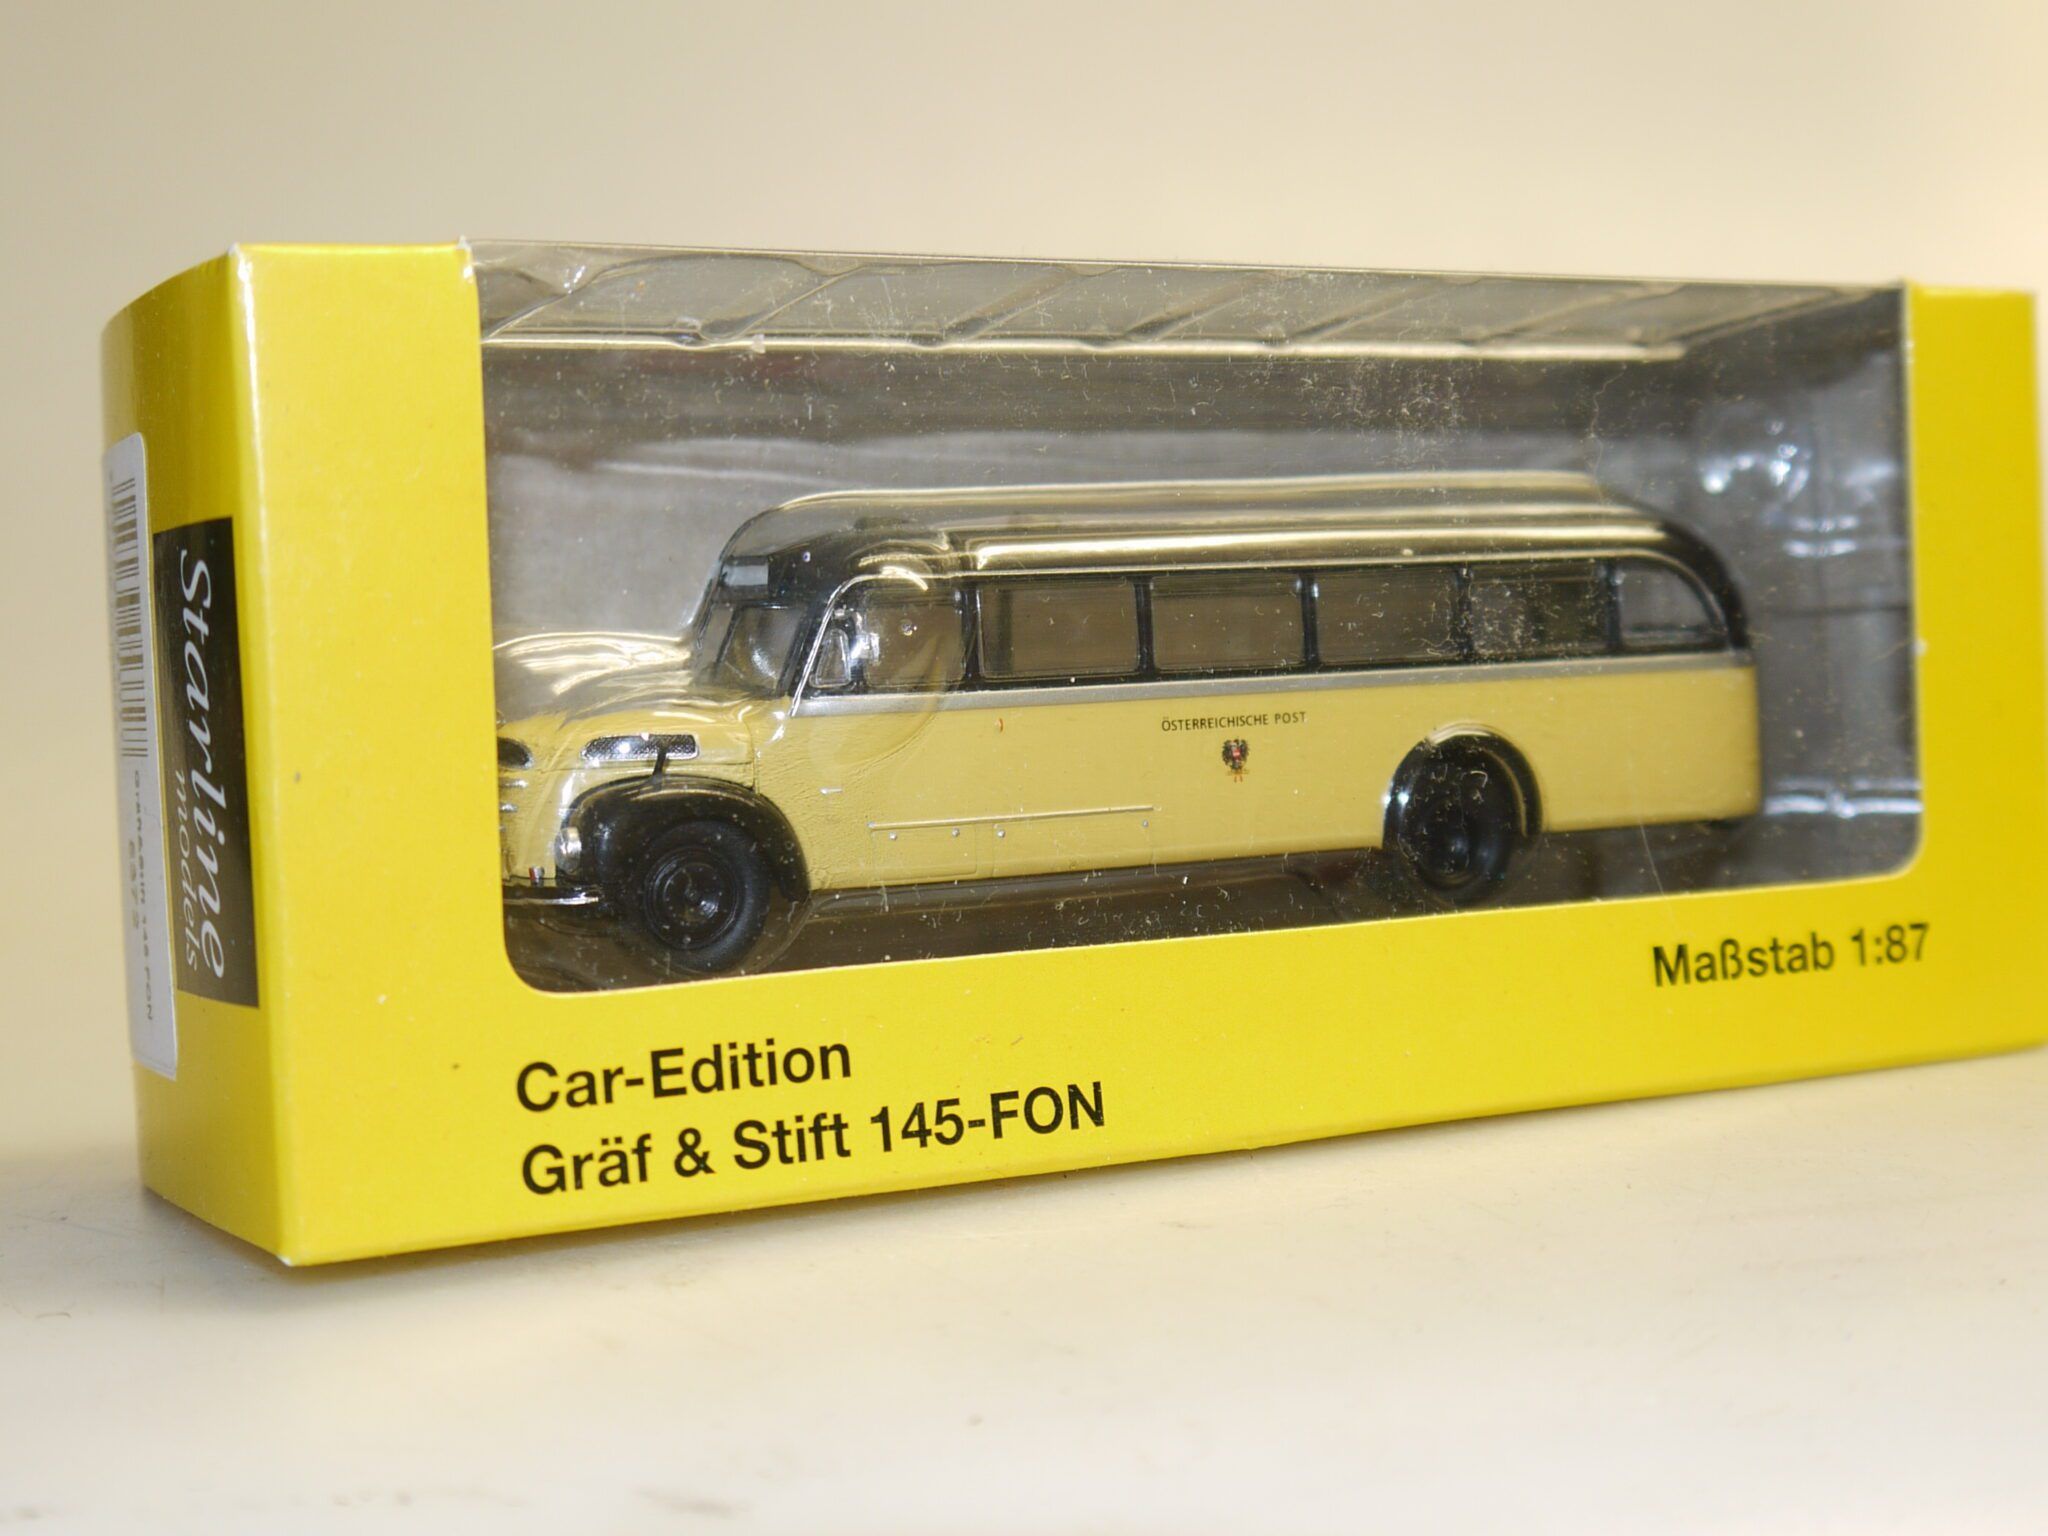 Starline
models
ÖSTERREICHISCHE POST
Maßstab 1:87
Car-Edition
Gräf & Stift 145-FON